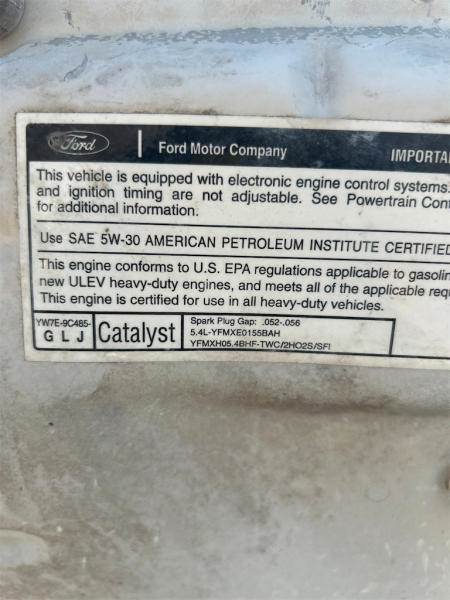 Ford Ford Motor Company IMPORTA
This vehicle is equipped with electronic engine control systems.
and ignition timing are not adjustable. See Powertrain Con
for additional information.
Use SAE 5W-30 AMERICAN PETROLEUM INSTITUTE CERTIFIED
This engine conforms to U.S. EPA regulations applicable to gasolin
new ULEV heavy-duty engines, and meets all of the applicable req
This engine is certified for use in all heavy-duty vehicles.
YW7E-9C485-
G L J
Catalyst
Spark Plug Gap: .052-.056
5.4L-YFMXE0155BAH
YFMXH05.4BHF-TWC/2HO2S/SFI